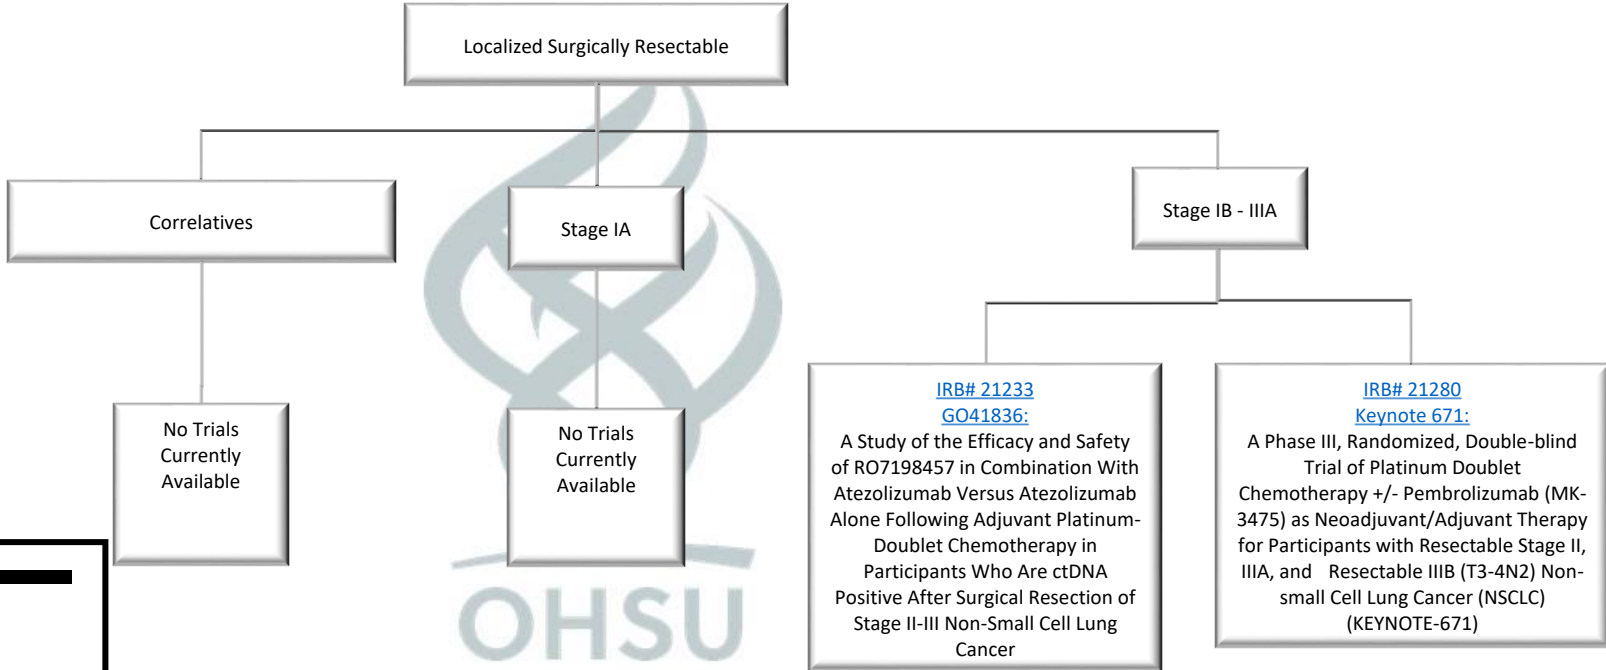 Localized Surgically Resectable
Correlatives
Stage IA
Stage IB - IIIA
No Trials
Currently
Available
No Trials
Currently
Available
IRB# 21233
GO41836:
A Study of the Efficacy and Safety
of RO7198457 in Combination With
Atezolizumab Versus Atezolizumab
Alone Following Adjuvant Platinum-
Doublet Chemotherapy in
Participants Who Are ctDNA
Positive After Surgical Resection of
Stage II-III Non-Small Cell Lung
Cancer
IRB# 21280
Keynote 671:
A Phase III, Randomized, Double-blind
Trial of Platinum Doublet
Chemotherapy +/- Pembrolizumab (MK-
3475) as Neoadjuvant/Adjuvant Therapy
for Participants with Resectable Stage II,
IIIA, and Resectable IIIB (T3-4N2) Non-
small Cell Lung Cancer (NSCLC)
(KEYNOTE-671)
OHSU